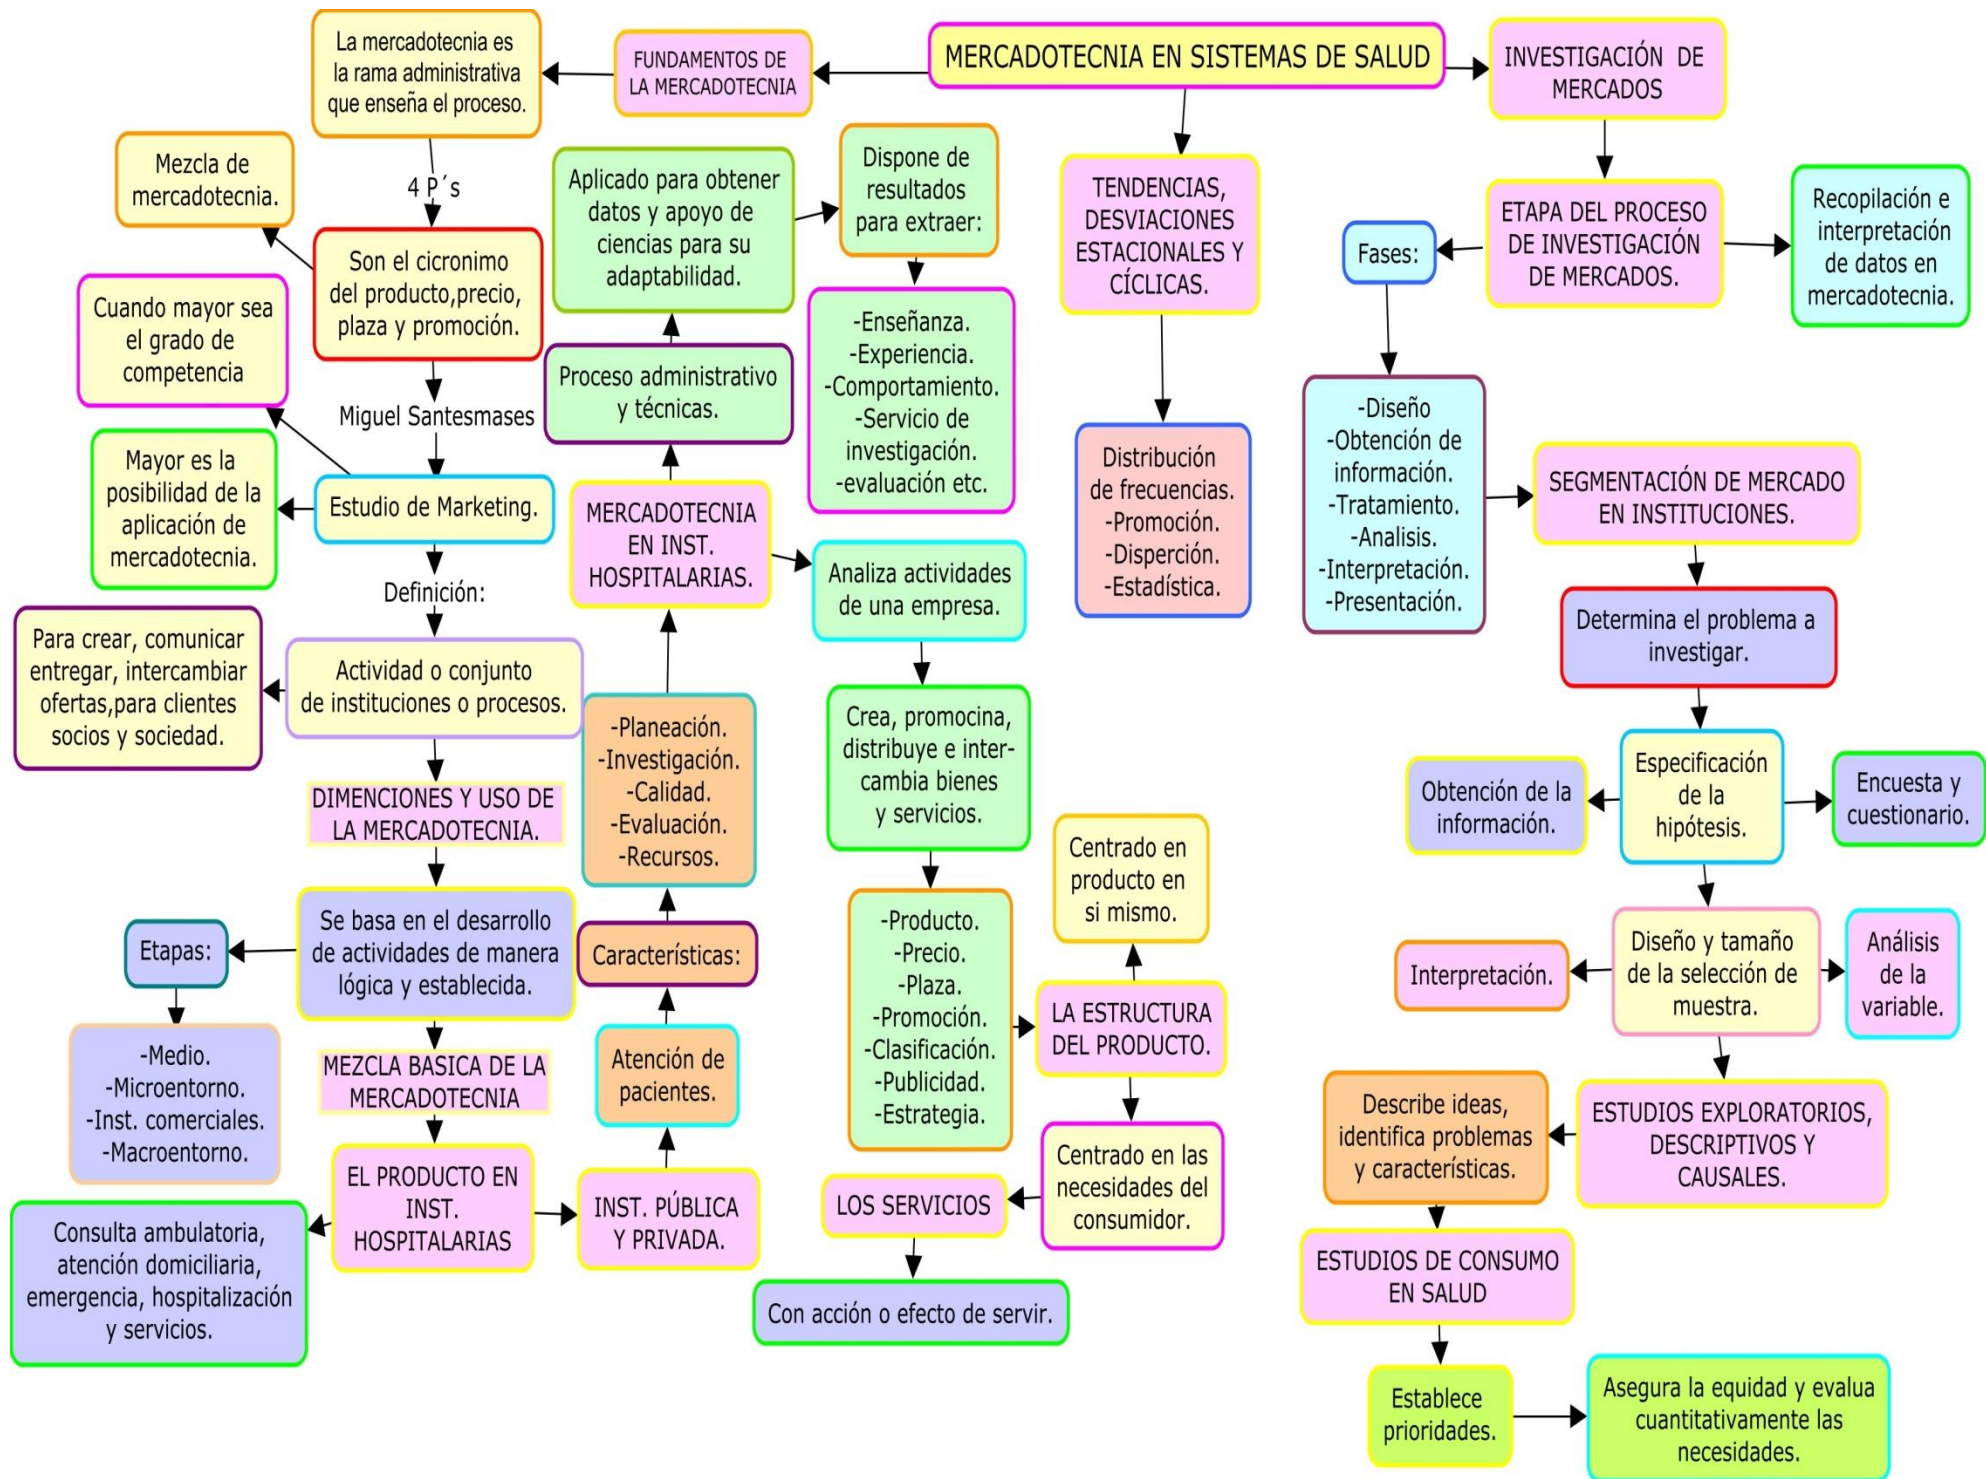 MERCADOTECNIA EN SISTEMAS DE SALUD
FUNDAMENTOS DE
LA MERCADOTECNIA
La mercadotecnia es
la rama administrativa
que enseña el proceso.
4 P´s
Mezcla de
mercadotecnia.
Son el cicronimo
del producto,precio,
plaza y promoción.
Miguel Santesmases
Cuando mayor sea
el grado de
competencia
Mayor es la
posibilidad de la
aplicación de
mercadotecnia.
Estudio de Marketing.
Definición:
Para crear, comunicar
entregar, intercambiar
ofertas,para clientes
socios y sociedad.
Actividad o conjunto
de instituciones o procesos.
DIMENCIONES Y USO DE
LA MERCADOTECNIA.
Se basa en el desarrollo
de actividades de manera
lógica y establecida.
Etapas:
-Medio.
-Microentorno.
-Inst. comerciales.
-Macroentorno.
MEZCLA BASICA DE LA
MERCADOTECNIA
EL PRODUCTO EN
INST.
HOSPITALARIAS
Consulta ambulatoria,
atención domiciliaria,
emergencia, hospitalización
y servicios.
INST. PÚBLICA
Y PRIVADA.
Atención de
pacientes.
Características:
-Planeación.
-Investigación.
-Calidad.
-Evaluación.
-Recursos.
MERCADOTECNIA
EN INST.
HOSPITALARIAS.
Proceso administrativo
y técnicas.
Aplicado para obtener
datos y apoyo de
ciencias para su
adaptabilidad.
Dispone de
resultados
para extraer:
-Enseñanza.
-Experiencia.
-Comportamiento.
-Servicio de
investigación.
-evaluación etc.
Analiza actividades
de una empresa.
Crea, promocina,
distribuye e inter-
cambia bienes
y servicios.
-Producto.
-Precio.
-Plaza.
-Promoción.
-Clasificación.
-Publicidad.
-Estrategia.
LA ESTRUCTURA
DEL PRODUCTO.
Centrado en
producto en
si mismo.
Centrado en las
necesidades del
consumidor.
LOS SERVICIOS
Con acción o efecto de servir.
TENDENCIAS,
DESVIACIONES
ESTACIONALES Y
CÍCLICAS.
Distribución
de frecuencias.
-Promoción.
-Disperción.
-Estadística.
INVESTIGACIÓN DE
MERCADOS
ETAPA DEL PROCESO
DE INVESTIGACIÓN
DE MERCADOS.
Recopilación e
interpretación
de datos en
mercadotecnia.
Fases:
-Diseño
-Obtención de
información.
-Tratamiento.
-Analisis.
-Interpretación.
-Presentación.
SEGMENTACIÓN DE MERCADO
EN INSTITUCIONES.
Determina el problema a
investigar.
Especificación
de la
hipótesis.
Obtención de la
información.
Encuesta y
cuestionario.
Diseño y tamaño
de la selección de
muestra.
Interpretación.
Análisis
de la
variable.
ESTUDIOS EXPLORATORIOS,
DESCRIPTIVOS Y
CAUSALES.
Describe ideas,
identifica problemas
y características.
ESTUDIOS DE CONSUMO
EN SALUD
Establece
prioridades.
Asegura la equidad y evalua
cuantitativamente las
necesidades.